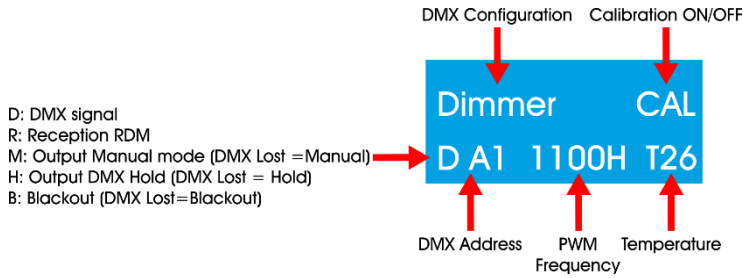 DMX Configuration
Calibration ON/OFF
Dimmer CAL
D: DMX signal
R: Reception RDM
M: Output Manual mode (DMX Lost =Manual)
H: Output DMX Hold (DMX Lost = Hold)
B: Blackout (DMX Lost=Blackout)
D A1 1100H T26
DMX Address
PWM
Frequency
Temperature